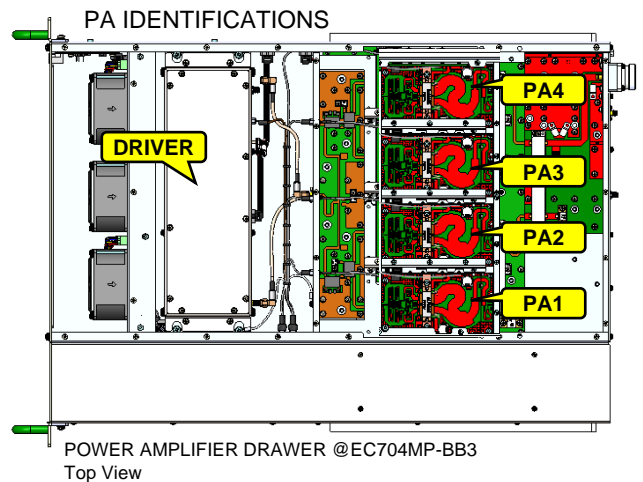 PA IDENTIFICATIONS
PA4
DRIVER
PA3
PA2
PA1
POWER AMPLIFIER DRAWER @EC704MP-BB3
Top View